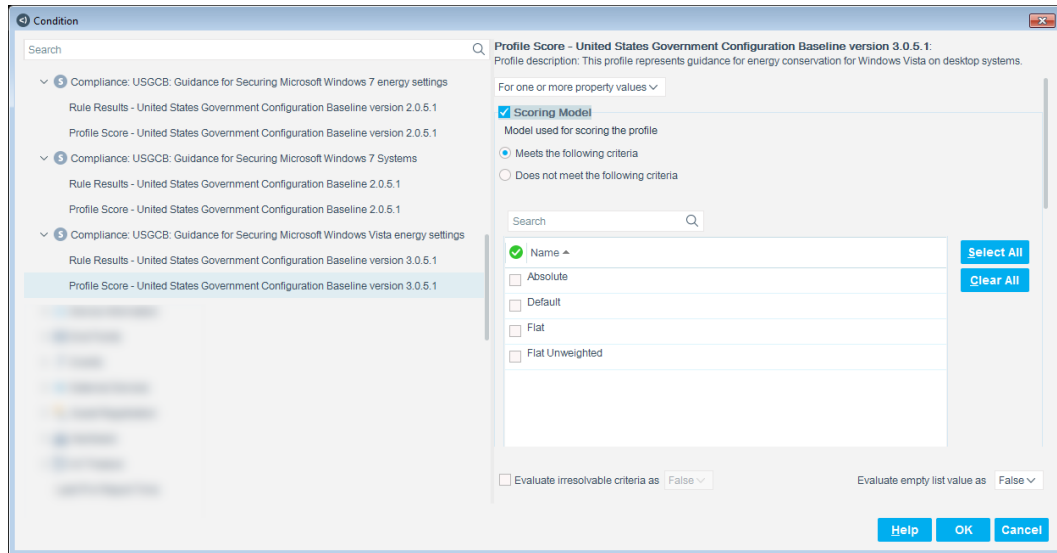 Condition
Search
Compliance: USGCB: Guidance for Securing Microsoft Windows 7 energy settings
Rule Results - United States Government Configuration Baseline version 2.0.5.1
Profile Score - United States Government Configuration Baseline version 2.0.5.1
Compliance: USGCB: Guidance for Securing Microsoft Windows 7 Systems
Rule Results - United States Government Configuration Baseline 2.0.5.1
Profile Score - United States Government Configuration Baseline 2.0.5.1
Compliance: USGCB: Guidance for Securing Microsoft Windows Vista energy settings
Rule Results - United States Government Configuration Baseline version 3.0.5.1
Profile Score - United States Government Configuration Baseline version 3.0.5.1
Profile Score - United States Government Configuration Baseline version 3.0.5.1:
Profile description: This profile represents guidance for energy conservation for Windows Vista on desktop systems.
For one or more property values
Scoring Model
Model used for scoring the profile
Meets the following criteria
Does not meet the following criteria
Search
Name
Select All
Absolute
Clear All
Default
Flat
Flat Unweighted
Evaluate irresolvable criteria as False
Evaluate empty list value as False
Help OK Cancel